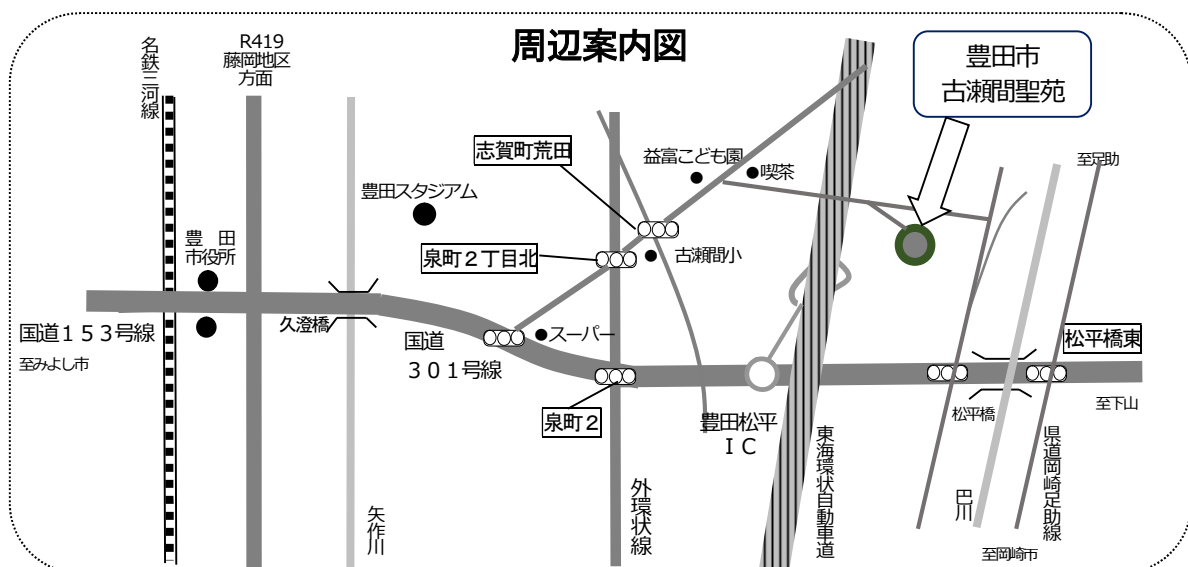 周辺案内図
名鉄三河線
R419
藤岡地区
方面
豊田市
古瀬間聖苑
志賀町荒田
益富こども園
喫茶
至足助
豊田スタジアム
豊 田
市役所
泉町２丁目北
古瀬間小
国道１５３号線
至みよし市
久澄橋
国道
３０１号線
スーパー
松平橋東
泉町２
豊田松平
ＩＣ
松平橋
至下山
矢作川
外環状線
東海環状自動車道
巴川
県道岡崎足助線
至岡崎市